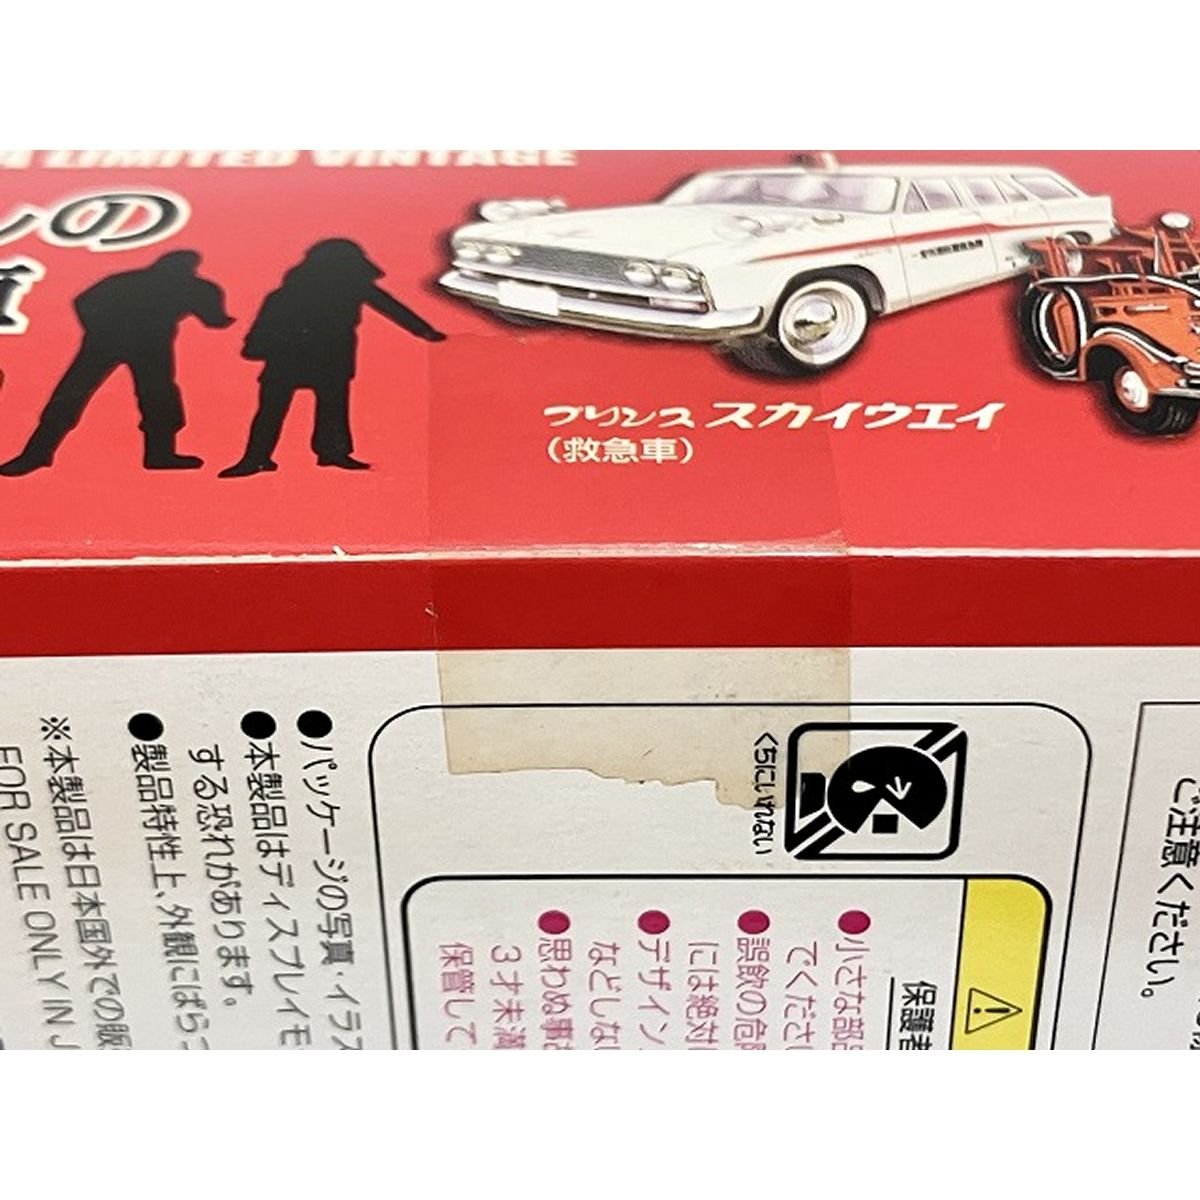 LIMITED VINTAGE
の
プリンス スカイウエイ
(救急車)
くちにいれない
ご注意ください。
保護者
●小さな部品
でください
●誤飲の危険
には絶対に
●デザイン
などしな
●思わぬ事
3才未満
保管して
●パッケージの写真・イラス
●本製品はディスプレイモ
する恐れがあります。
●製品特性上、外観にばらつ
※本製品は日本国外での販
FOR SALE ONLY IN J